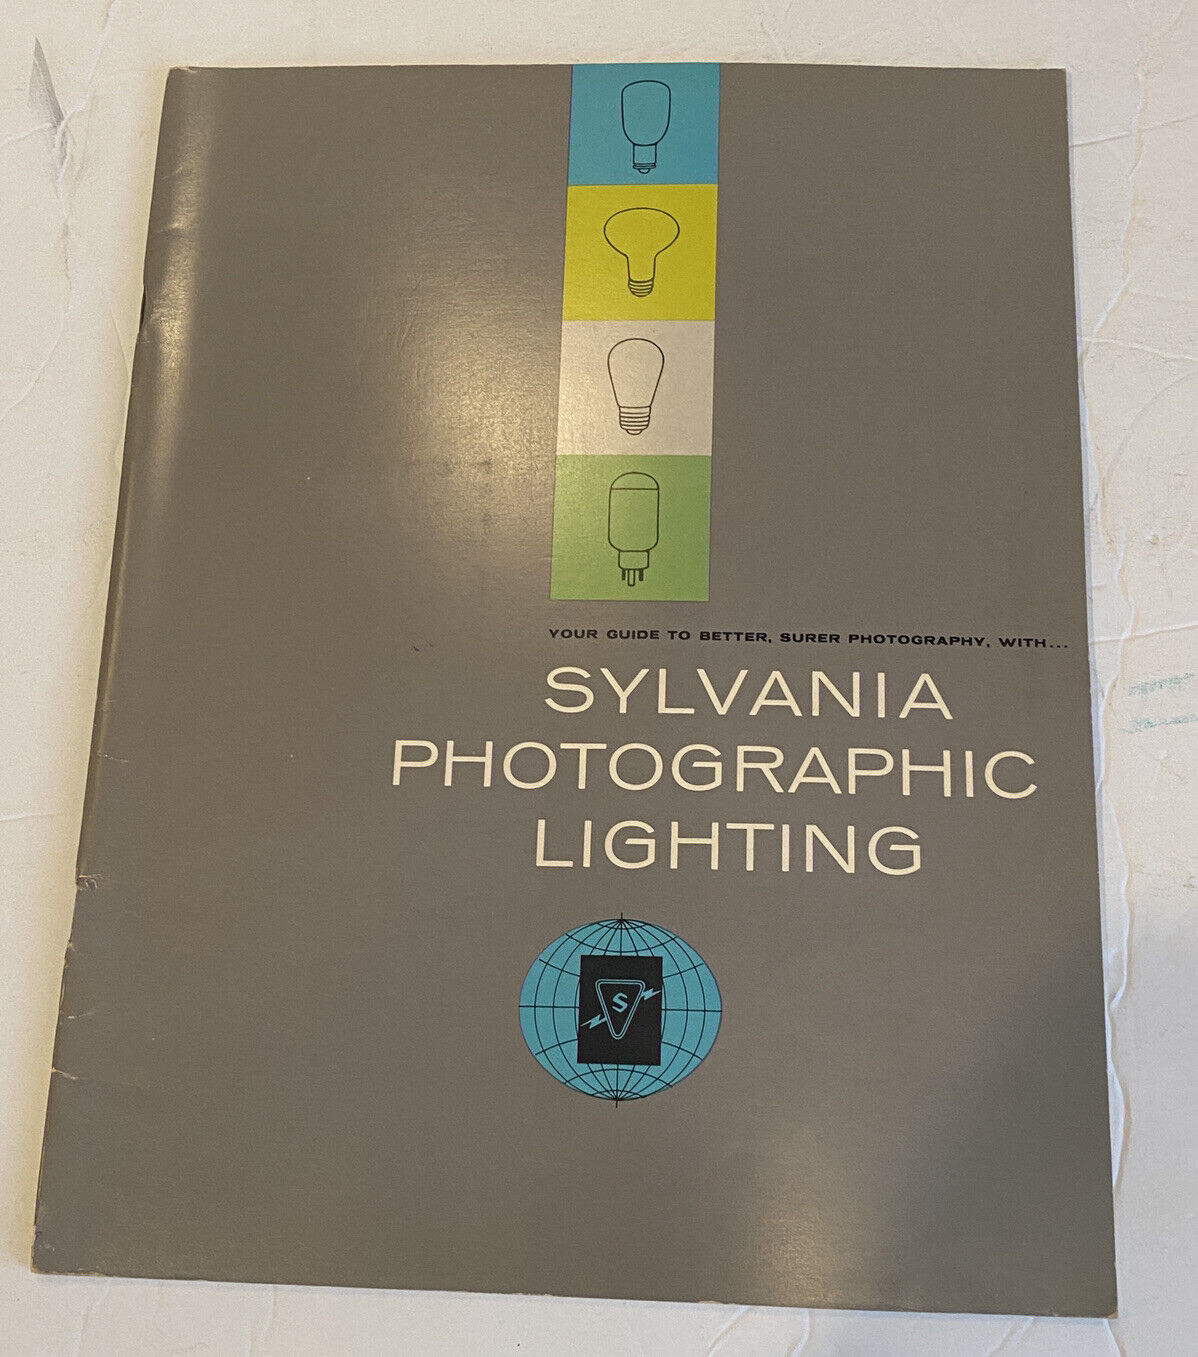 YOUR GUIDE TO BETTER, SURER PHOTOGRAPHY, WITH...
SYLVANIA
PHOTOGRAPHIC
LIGHTING
S